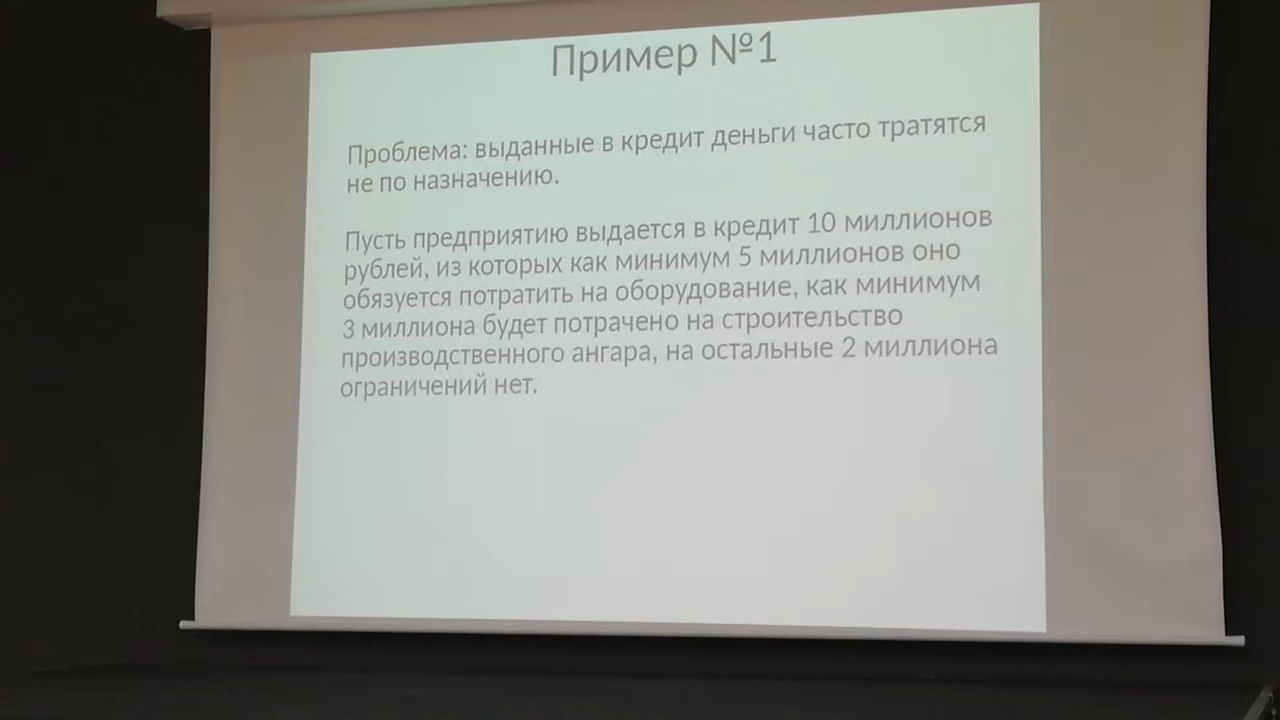 Пример №1
Проблема: выданные в кредит деньги часто тратятся
не по назначению.
Пусть предприятию выдается в кредит 10 миллионов
рублей, из которых как минимум 5 миллионов оно
обязуется потратить на оборудование, как минимум
3 миллиона будет потрачено на строительство
производственного ангара, на остальные 2 миллиона
ограничений нет.